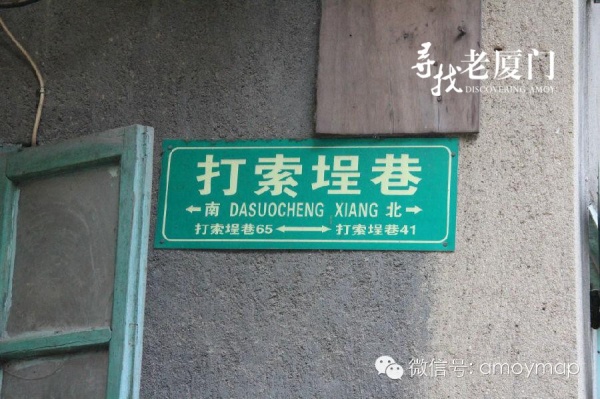 寻找老厦门
DISCOVERING AMOY
打索埕巷
←南 DASUOCHENG XIANG 北→
打索埕巷65 ←→ 打索埕巷41
微信号: amoymap